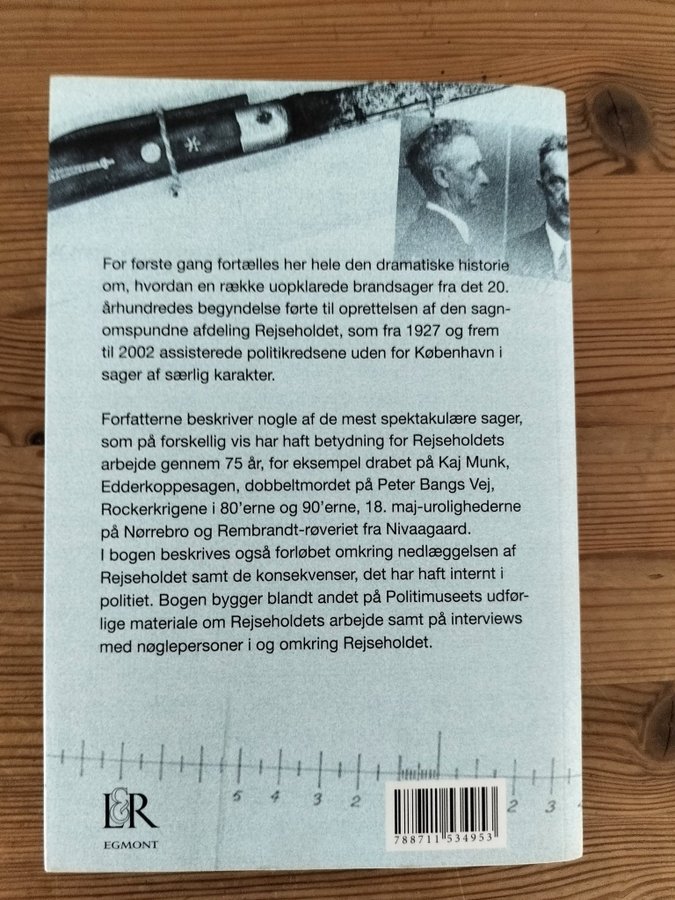 For første gang fortælles her hele den dramatiske historie
om, hvordan en række uopklarede brandsager fra det 20.
århundredes begyndelse førte til oprettelsen af den sagn-
omspundne afdeling Rejseholdet, som fra 1927 og frem
til 2002 assisterede politikredsene uden for København i
sager af særlig karakter.
Forfatterne beskriver nogle af de mest spektakulære sager,
som på forskellig vis har haft betydning for Rejseholdets
arbejde gennem 75 år, for eksempel drabet på Kaj Munk,
Edderkoppesagen, dobbeltmordet på Peter Bangs Vej,
Rockerkrigene i 80'erne og 90'erne, 18. maj-urolighederne
på Nørrebro og Rembrandt-røveriet fra Nivaagaard.
I bogen beskrives også forløbet omkring nedlæggelsen af
Rejseholdet samt de konsekvenser, det har haft internt i
politiet. Bogen bygger blandt andet på Politimuseets udfør-
lige materiale om Rejseholdets arbejde samt på interviews
med nøglepersoner i og omkring Rejseholdet.
5 4 3 2 2 3
L&R
EGMONT
788711 534953